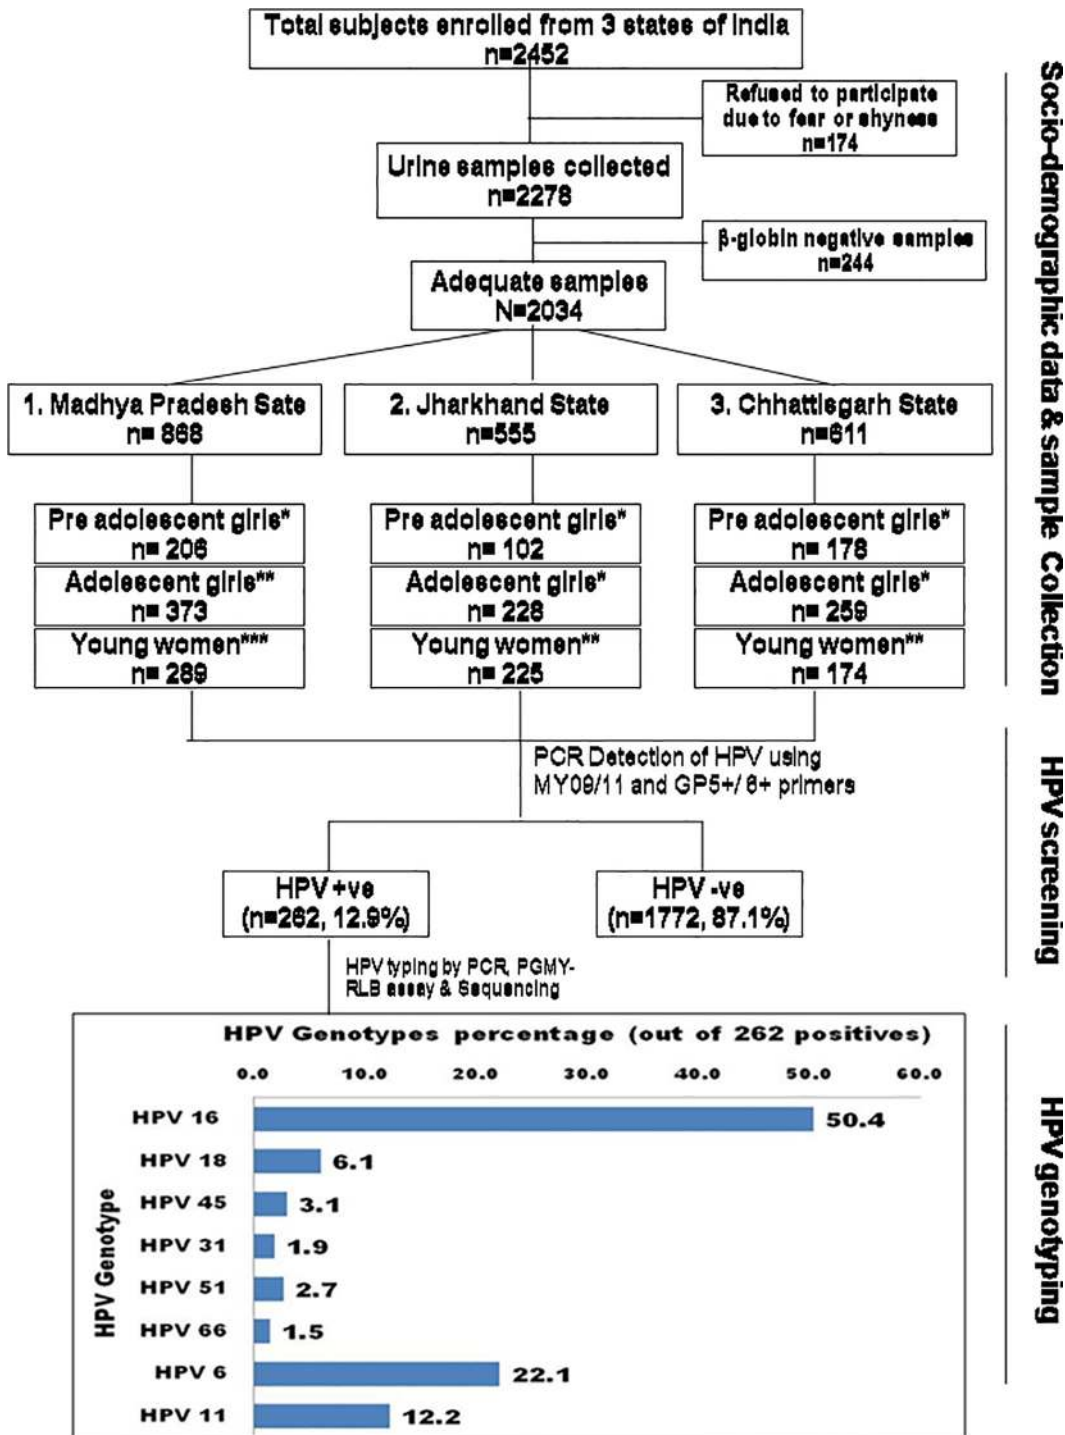 Total subjects enrolled from 3 states of India
n=2452
Refused to participate
due to fear or shyness
n=174
Urine samples collected
n=2278
β-globin negative samples
n=244
Adequate samples
N=2034
1. Madhya Pradesh Sate
n= 868
2. Jharkhand State
n=555
3. Chhattisgarh State
n=611
Pre adolescent girls*
n= 206
Adolescent girls**
n= 373
Young women***
n= 289
Pre adolescent girls*
n= 102
Adolescent girls*
n= 228
Young women**
n= 225
Pre adolescent girls*
n= 178
Adolescent girls*
n= 259
Young women**
n= 174
Socio-demographic data & sample Collection
PCR Detection of HPV using
MY09/11 and GP5+/6+ primers
HPV +ve
(n=262, 12.9%)
HPV -ve
(n=1772, 87.1%)
HPV screening
HPV typing by PCR, PGMY-
RLB assay & Sequencing
HPV Genotypes percentage (out of 262 positives)
0.0 10.0 20.0 30.0 40.0 50.0 60.0
HPV Genotype
HPV 16 50.4
HPV 18 6.1
HPV 45 3.1
HPV 31 1.9
HPV 51 2.7
HPV 66 1.5
HPV 6 22.1
HPV 11 12.2
HPV genotyping